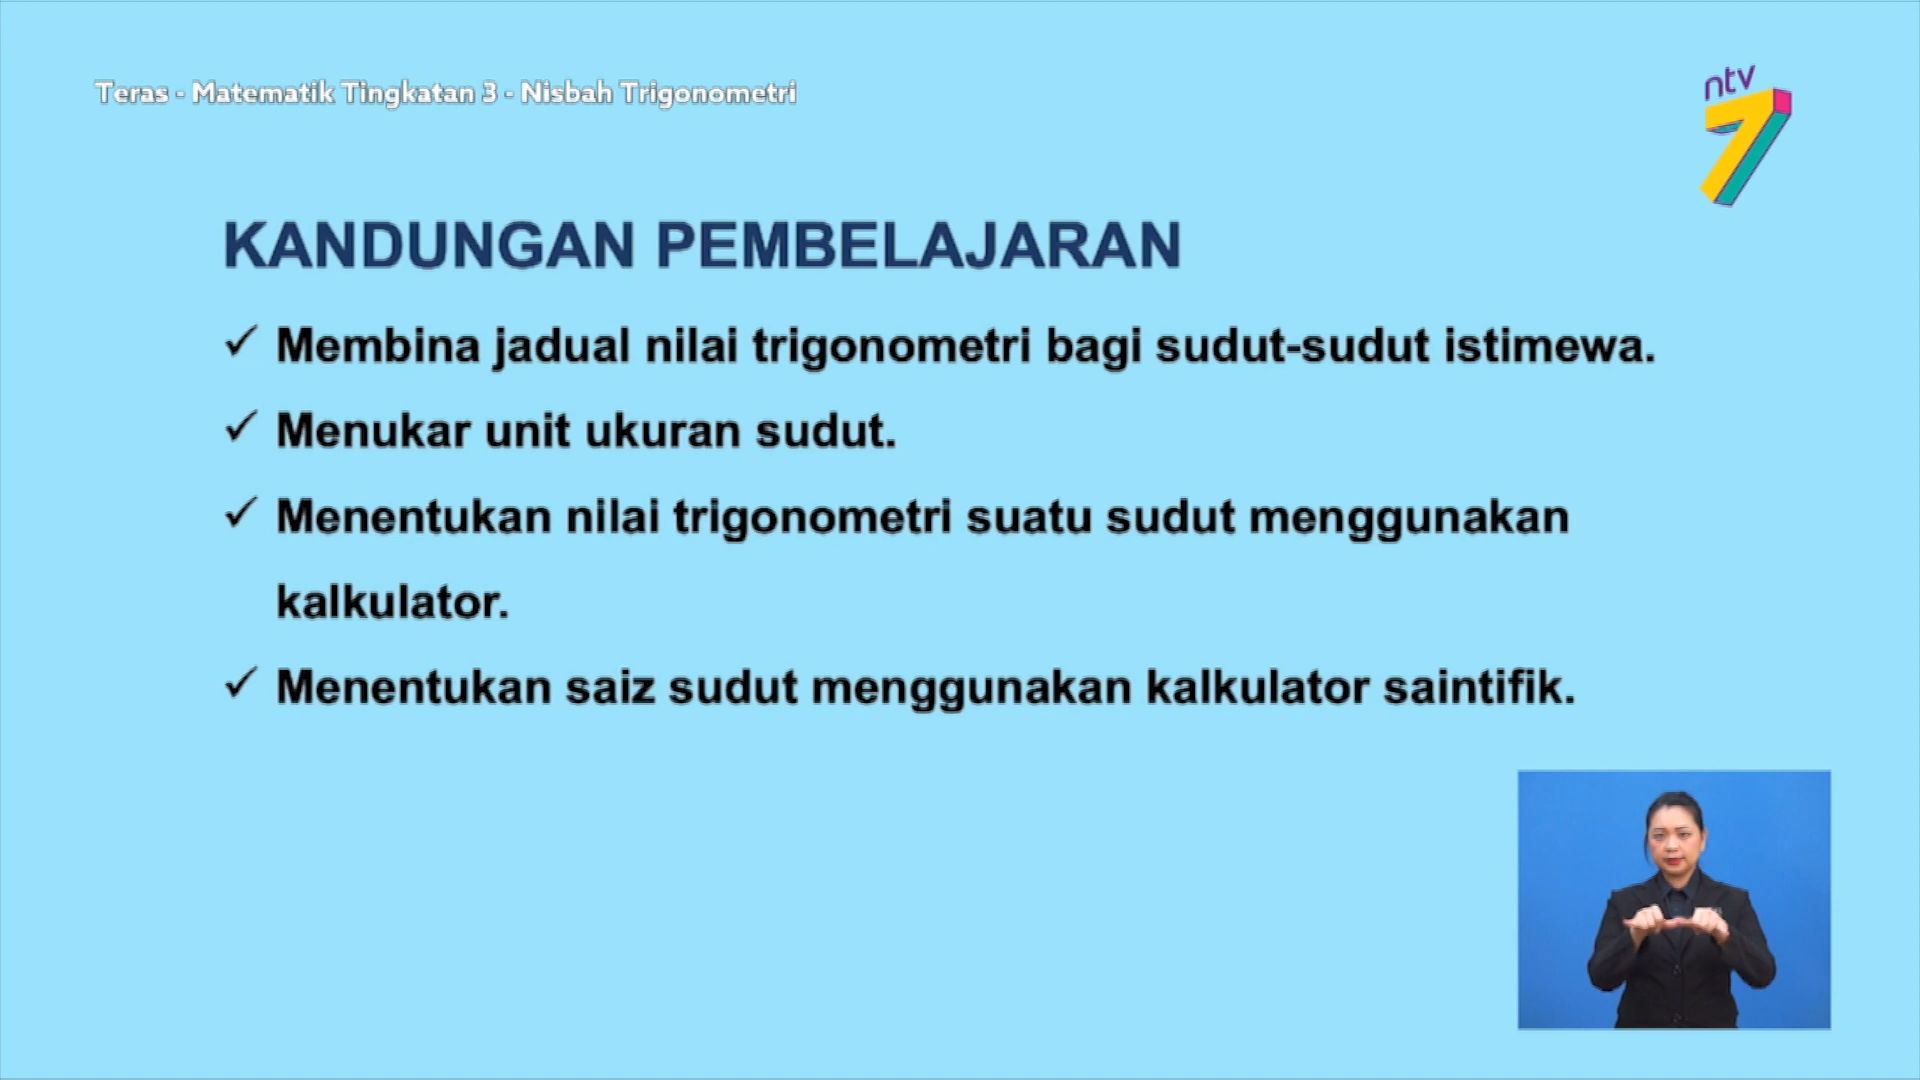 Teras - Matematik Tingkatan 3 - Nisbah Trigonometri
ntv
7
KANDUNGAN PEMBELAJARAN
✓ Membina jadual nilai trigonometri bagi sudut-sudut istimewa.
✓ Menukar unit ukuran sudut.
✓ Menentukan nilai trigonometri suatu sudut menggunakan
kalkulator.
✓ Menentukan saiz sudut menggunakan kalkulator saintifik.